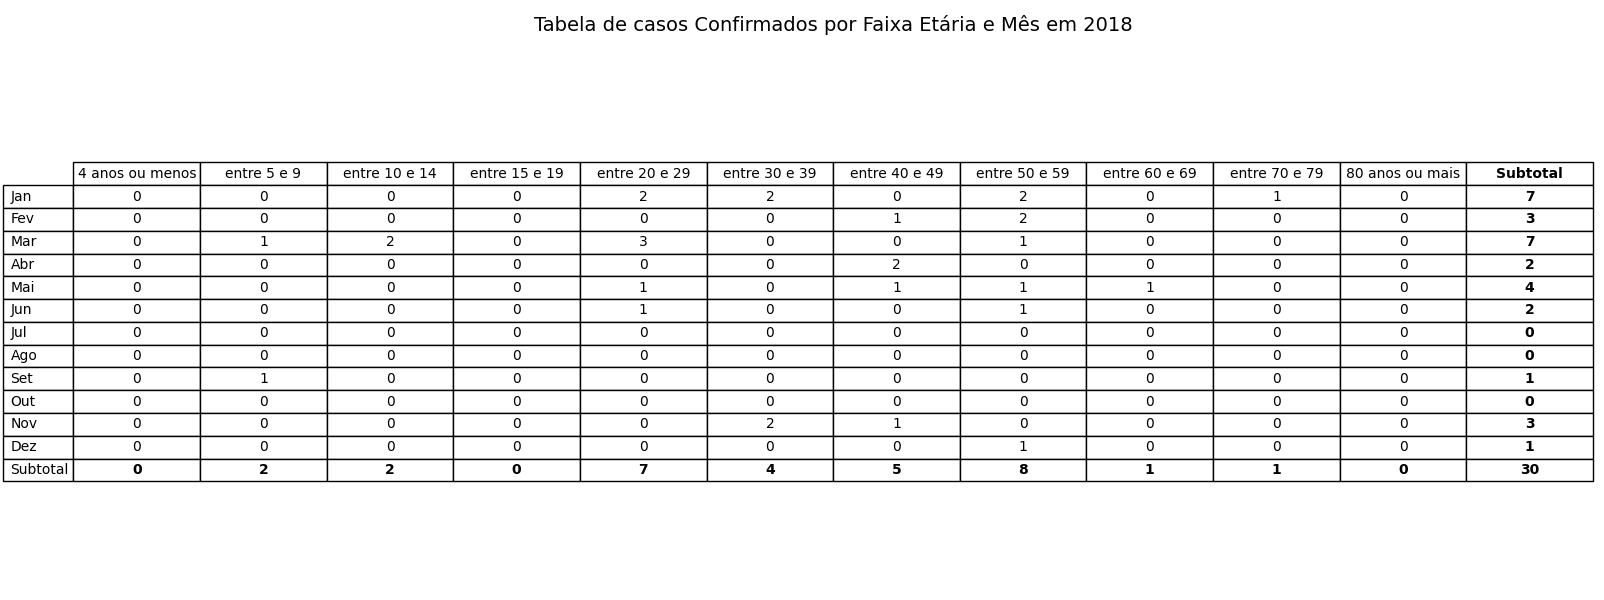 Tabela de casos Confirmados por Faixa Etária e Mês em 2018
4 anos ou menos entre 5 e 9 entre 10 e 14 entre 15 e 19 entre 20 e 29 entre 30 e 39 entre 40 e 49 entre 50 e 59 entre 60 e 69 entre 70 e 79 80 anos ou mais Subtotal
Jan 0 0 0 0 2 2 0 2 0 1 0 7
Fev 0 0 0 0 0 0 1 2 0 0 0 3
Mar 0 1 2 0 3 0 0 1 0 0 0 7
Abr 0 0 0 0 0 0 2 0 0 0 0 2
Mai 0 0 0 0 1 0 1 1 1 0 0 4
Jun 0 0 0 0 1 0 0 1 0 0 0 2
Jul 0 0 0 0 0 0 0 0 0 0 0 0
Ago 0 0 0 0 0 0 0 0 0 0 0 0
Set 0 1 0 0 0 0 0 0 0 0 0 1
Out 0 0 0 0 0 0 0 0 0 0 0 0
Nov 0 0 0 0 0 2 1 0 0 0 0 3
Dez 0 0 0 0 0 0 0 1 0 0 0 1
Subtotal 0 2 2 0 7 4 5 8 1 1 0 30